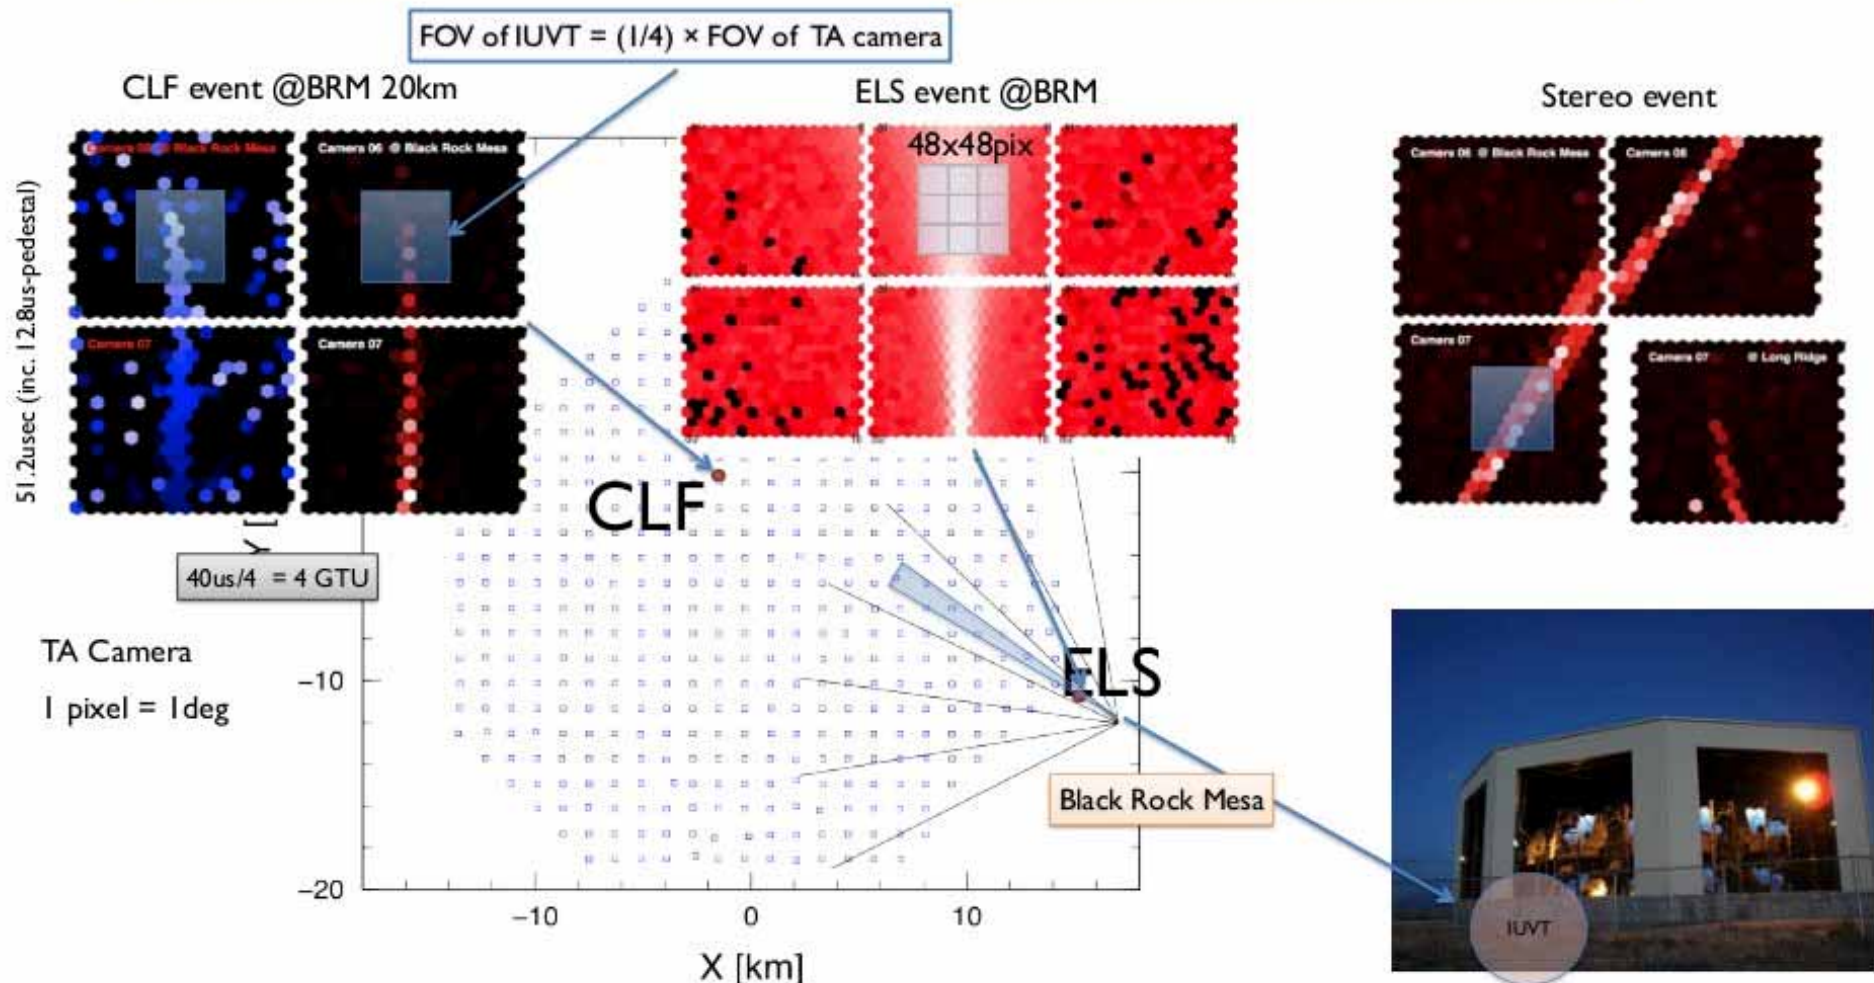 FOV of IUVT = (1/4) × FOV of TA camera
CLF event @BRM 20km
ELS event @BRM
Stereo event
51.2usec (inc. 12.8us-pedestal)
Black Rock Mesa
Camera 06 @ Black Rock Mesa
Camera 07
Camera 07
48x48pix
Camera 06 @ Black Rock Mesa
Camera 08
Camera 07
Camera 07 @ Long Ridge
CLF
Y [
40us/4 = 4 GTU
TA Camera
1 pixel = 1deg
ELS
Black Rock Mesa
IUVT
−10
−20
−10
0
10
X [km]